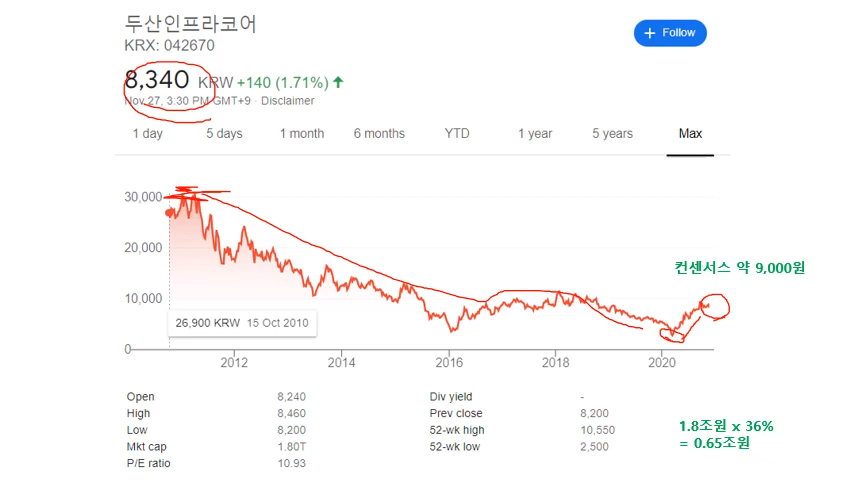 두산인프라코어
KRX: 042670
Follow
8,340 KRW +140 (1.71%)
Nov 27, 3:30 PM GMT+9 · Disclaimer
1 day 5 days 1 month 6 months YTD 1 year 5 years Max
30,000
20,000
10,000
0
컨센서스 약 9,000원
26,900 KRW 15 Oct 2010
2012 2014 2016 2018 2020
Open 8,240 Div yield -
High 8,460 Prev close 8,200
Low 8,200 52-wk high 10,550
Mkt cap 1.80T 52-wk low 2,500
P/E ratio 10.93
1.8조원 x 36%
= 0.65조원